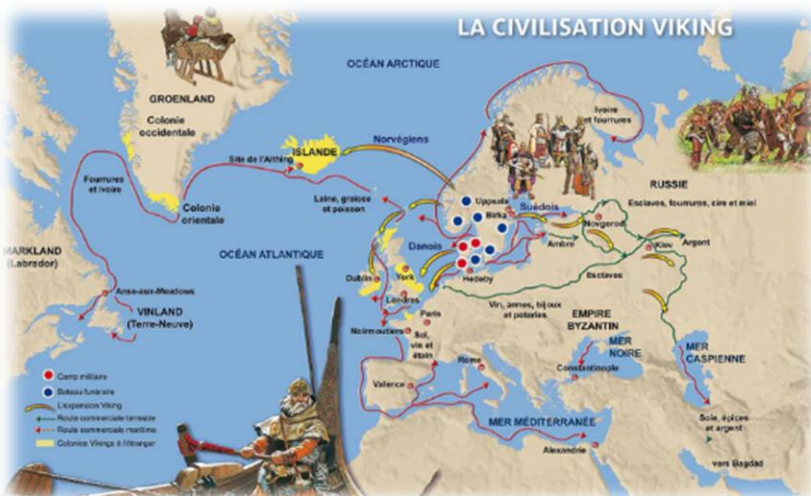 LA CIVILISATION VIKING
OCÉAN ARCTIQUE
GROENLAND
Colonie
occidentale
Ivoire
et fourrures
Norvégiens
ISLANDE
Site de l'Althing
Fourrures
et ivoire
RUSSIE
Esclaves, fourrures, cire et miel
Laine, graisse
et poisson
Uppsala
Birka
Suédois
Novgorod
Colonie
orientale
Danois
Ambre
Kiev
Argent
MARKLAND
(Labrador)
OCÉAN ATLANTIQUE
Dublin
York
Hedeby
Esclaves
Anse-aux-Meadows
Londres
Vin, armes, bijoux
et poteries
VINLAND
(Terre-Neuve)
Paris
EMPIRE
BYZANTIN
Noirmoutiers
Sel,
vin et
étain
MER
NOIRE
MER
CASPIENNE
Rome
Constantinople
Camp militaire
Bateau funéraire
L'expansion Viking
Route commerciale terrestre
Route commerciale maritime
Colonies Vikings à l'étranger
Valence
MER MÉDITERRANÉE
Soie, épices
et argent
Alexandrie
vers Bagdad